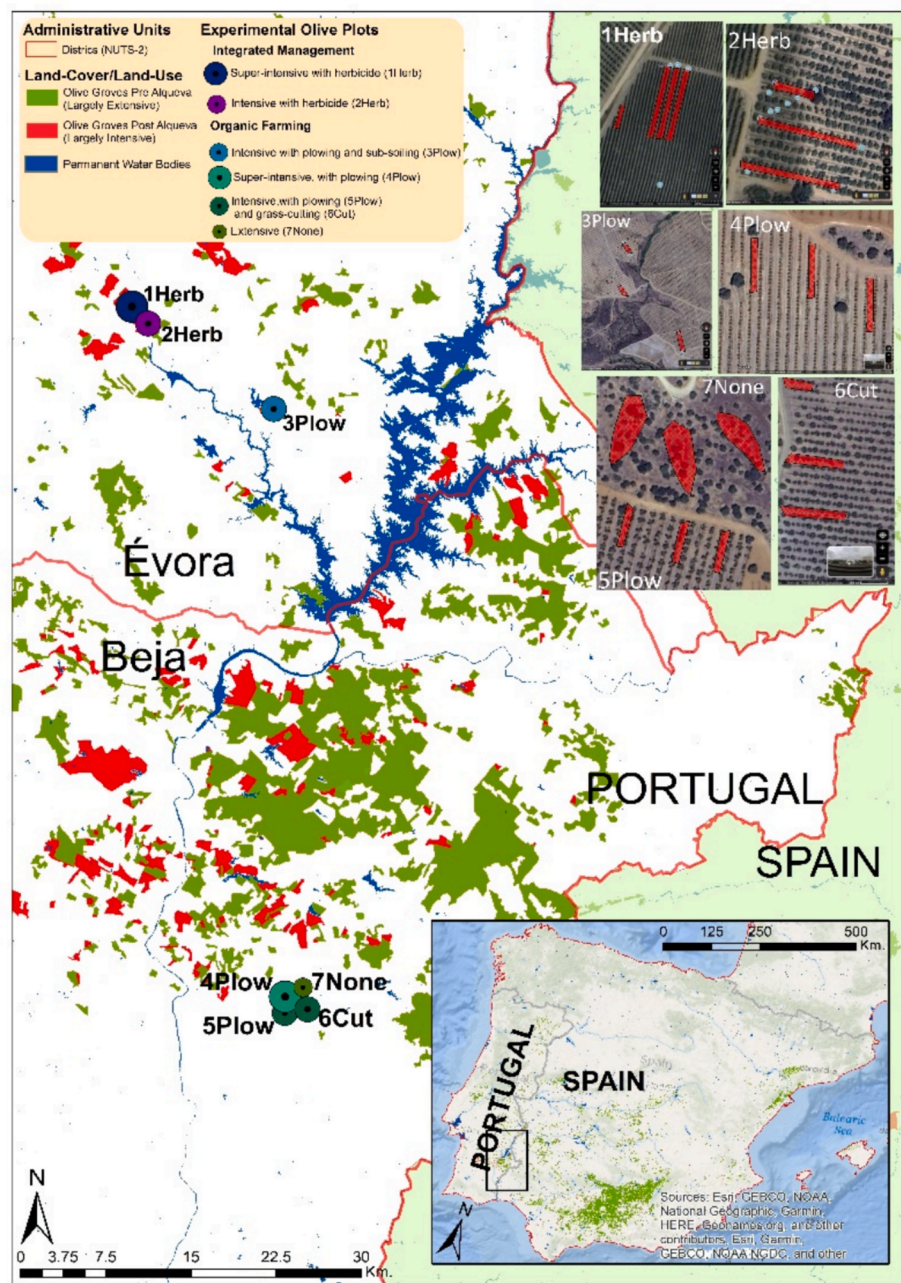 Administrative Units
Districs (NUTS-2)
Land-Cover/Land-Use
Olive Groves Pre Alqueva
(Largely Extensive)
Olive Groves Post Alqueva
(Largely Intensive)
Permanent Water Bodies
Experimental Olive Plots
Integrated Management
Super-intensive with herbicide (1Herb)
Intensive with herbicide (2Herb)
Organic Farming
Intensive with plowing and sub-soiling (3Plow)
Super-intensive, with plowing (4Plow)
Intensive, with plowing (5Plow)
and grass-cutting (6Cut)
Extensive (7None)
1Herb
2Herb
3Plow
4Plow
7None
6Cut
5Plow
1Herb
2Herb
3Plow
Évora
Beja
PORTUGAL
SPAIN
4Plow
7None
5Plow
6Cut
N
0 3.75 7.5 15 22.5 30
Km.
0 125 250 500
Km.
PORTUGAL
SPAIN
Spain
Balearic
Sea
N
Sources: Esri, GEBCO, NOAA,
National Geographic, Garmin,
HERE, Geonames.org, and other
contributors, Esri, Garmin,
GEBCO, NOAA NGDC, and other